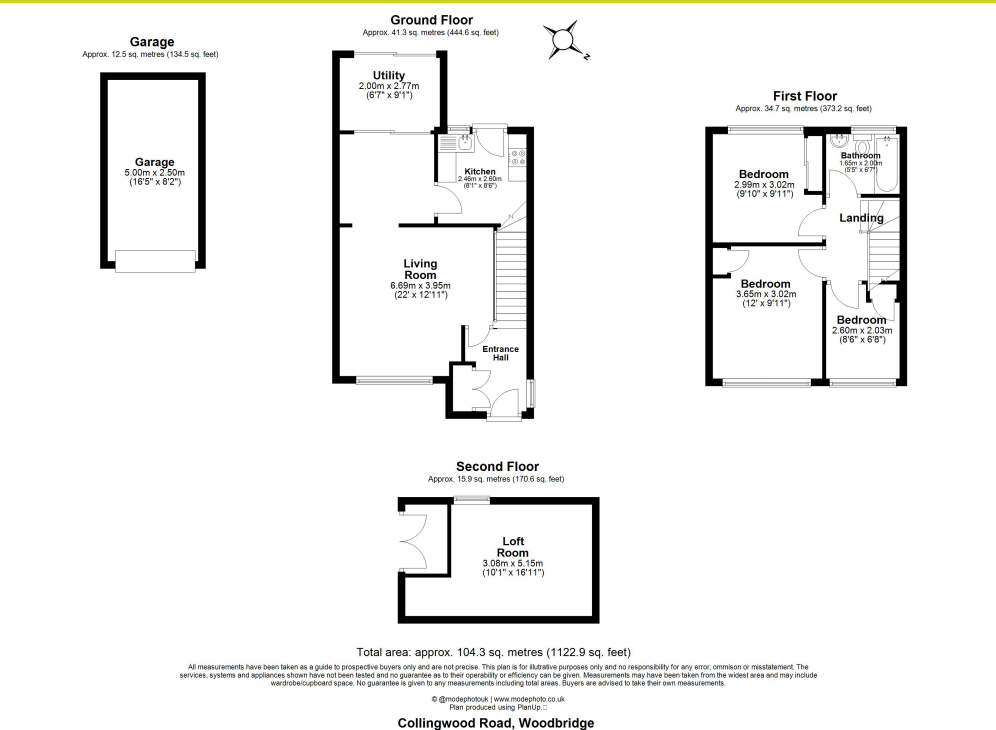 Ground Floor
Approx. 41.3 sq. metres (444.6 sq. feet)
Garage
Approx. 12.5 sq. metres (134.5 sq. feet)
N
Utility
2.00m x 2.77m
(6'7" x 9'1")
First Floor
Approx. 34.7 sq. metres (373.2 sq. feet)
Garage
5.00m x 2.50m
(16'5" x 8'2")
Kitchen
2.46m x 2.60m
(8'1" x 8'6")
Bedroom
2.99m x 3.02m
(9'10" x 9'11")
Bathroom
1.65m x 2.00m
(5'5" x 6'7")
Landing
Living
Room
6.69m x 3.95m
(22' x 12'11")
Bedroom
3.65m x 3.02m
(12' x 9'11")
Bedroom
2.60m x 2.03m
(8'6" x 6'8")
Entrance
Hall
Second Floor
Approx. 15.9 sq. metres (170.6 sq. feet)
Loft
Room
3.08m x 5.15m
(10'1" x 16'11")
Total area: approx. 104.3 sq. metres (1122.9 sq. feet)
All measurements have been taken as a guide to prospective buyers only and are not precise. This plan is for illutrative purposes only and no responsibility for any error, ommison or misstatement. The
services, systems and appliances shown have not been tested and no guarantee as to their operability or efficiency can be given. Measurements may have been taken from the widest area and may include
wardrobe/cupboard space. No guarantee is given to any measurements including total areas. Buyers are advised to take their own measurements.
© @modephotouk | www.modephoto.co.uk
Plan produced using PlanUp.□
Collingwood Road, Woodbridge